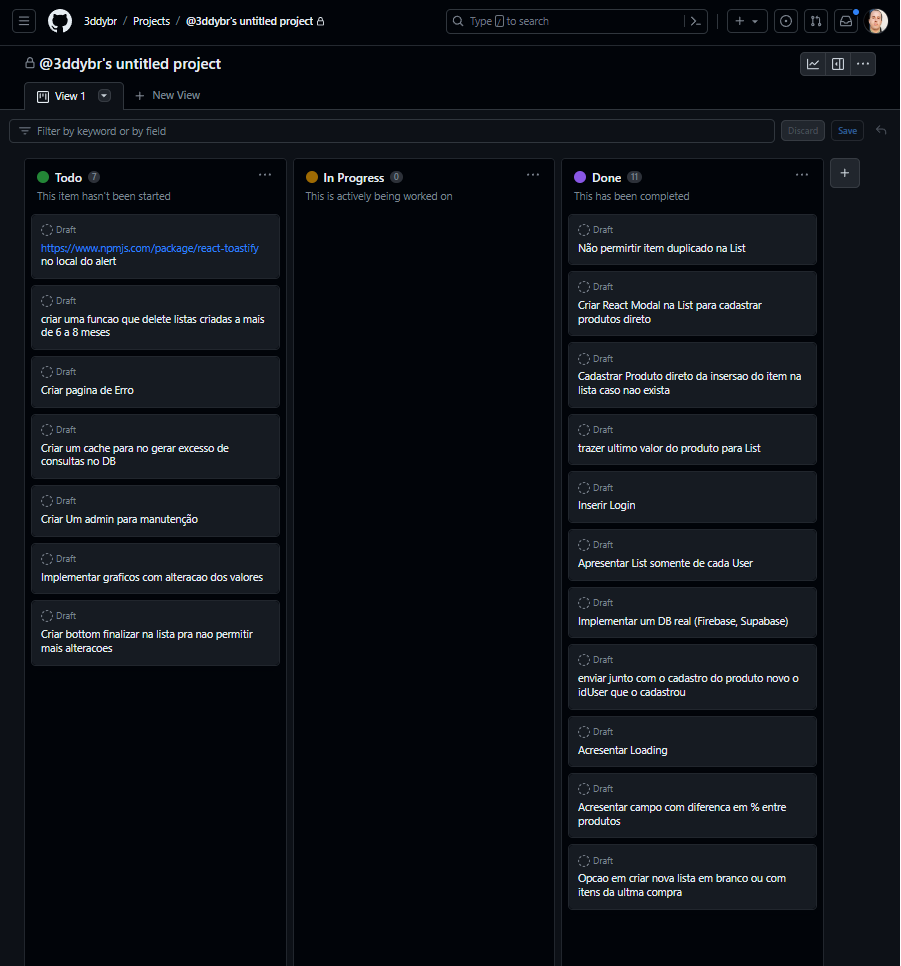 3ddybr / Projects / @3ddybr's untitled project
Type / to search
@3ddybr's untitled project
View 1
New View
Filter by keyword or by field
Discard
Save
Todo 7
This item hasn't been started
Draft
https://www.npmjs.com/package/react-toastify
no local do alert
Draft
criar uma funcao que delete listas criadas a mais
de 6 a 8 meses
Draft
Criar pagina de Erro
Draft
Criar um cache para no gerar excesso de
consultas no DB
Draft
Criar Um admin para manutenção
Draft
Implementar graficos com alteracao dos valores
Draft
Criar bottom finalizar na lista pra nao permitir
mais alteracoes
In Progress 0
This is actively being worked on
Done 11
This has been completed
Draft
Não permirtir item duplicado na List
Draft
Criar React Modal na List para cadastrar
produtos direto
Draft
Cadastrar Produto direto da insersao do item na
lista caso nao exista
Draft
trazer ultimo valor do produto para List
Draft
Inserir Login
Draft
Apresentar List somente de cada User
Draft
Implementar um DB real (Firebase, Supabase)
Draft
enviar junto com o cadastro do produto novo o
idUser que o cadastrou
Draft
Acresentar Loading
Draft
Acresentar campo com diferenca em % entre
produtos
Draft
Opcao em criar nova lista em branco ou com
itens da ultma compra